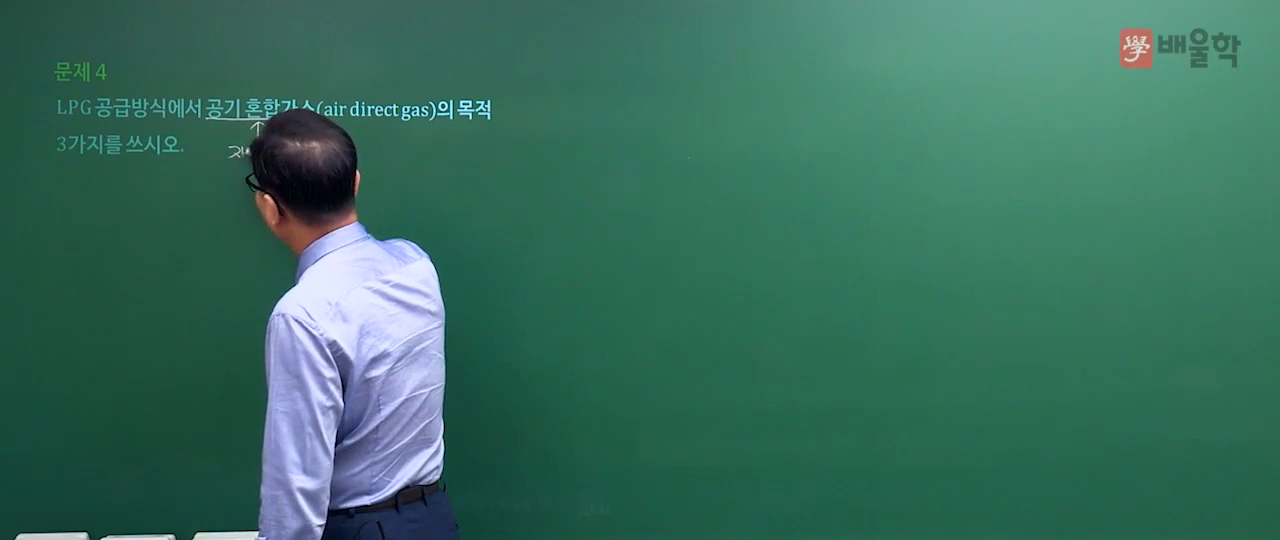 學 배울학
문제 4
LPG 공급방식에서 공기 혼합가스(air direct gas)의 목적
3가지를 쓰시오.